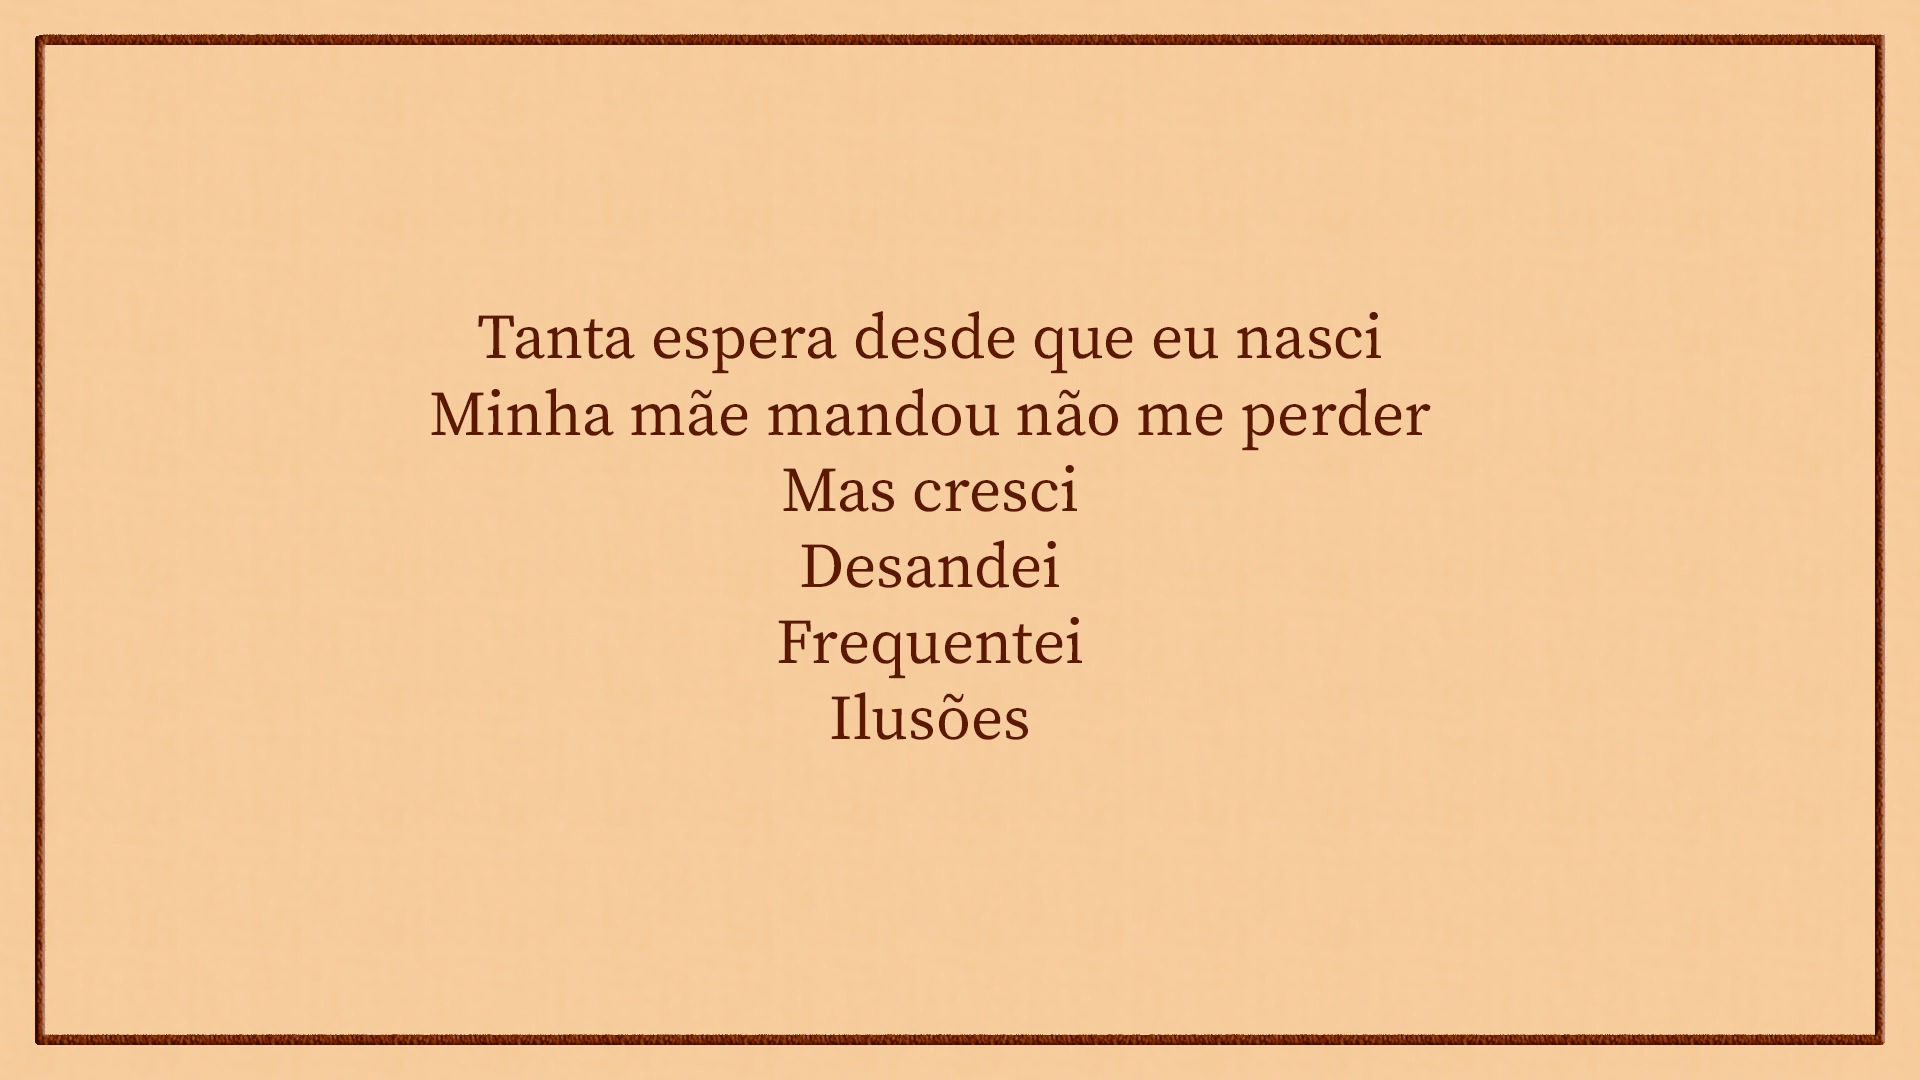 Tanta espera desde que eu nasci
Minha mãe mandou não me perder
Mas cresci
Desandei
Frequentei
Ilusões